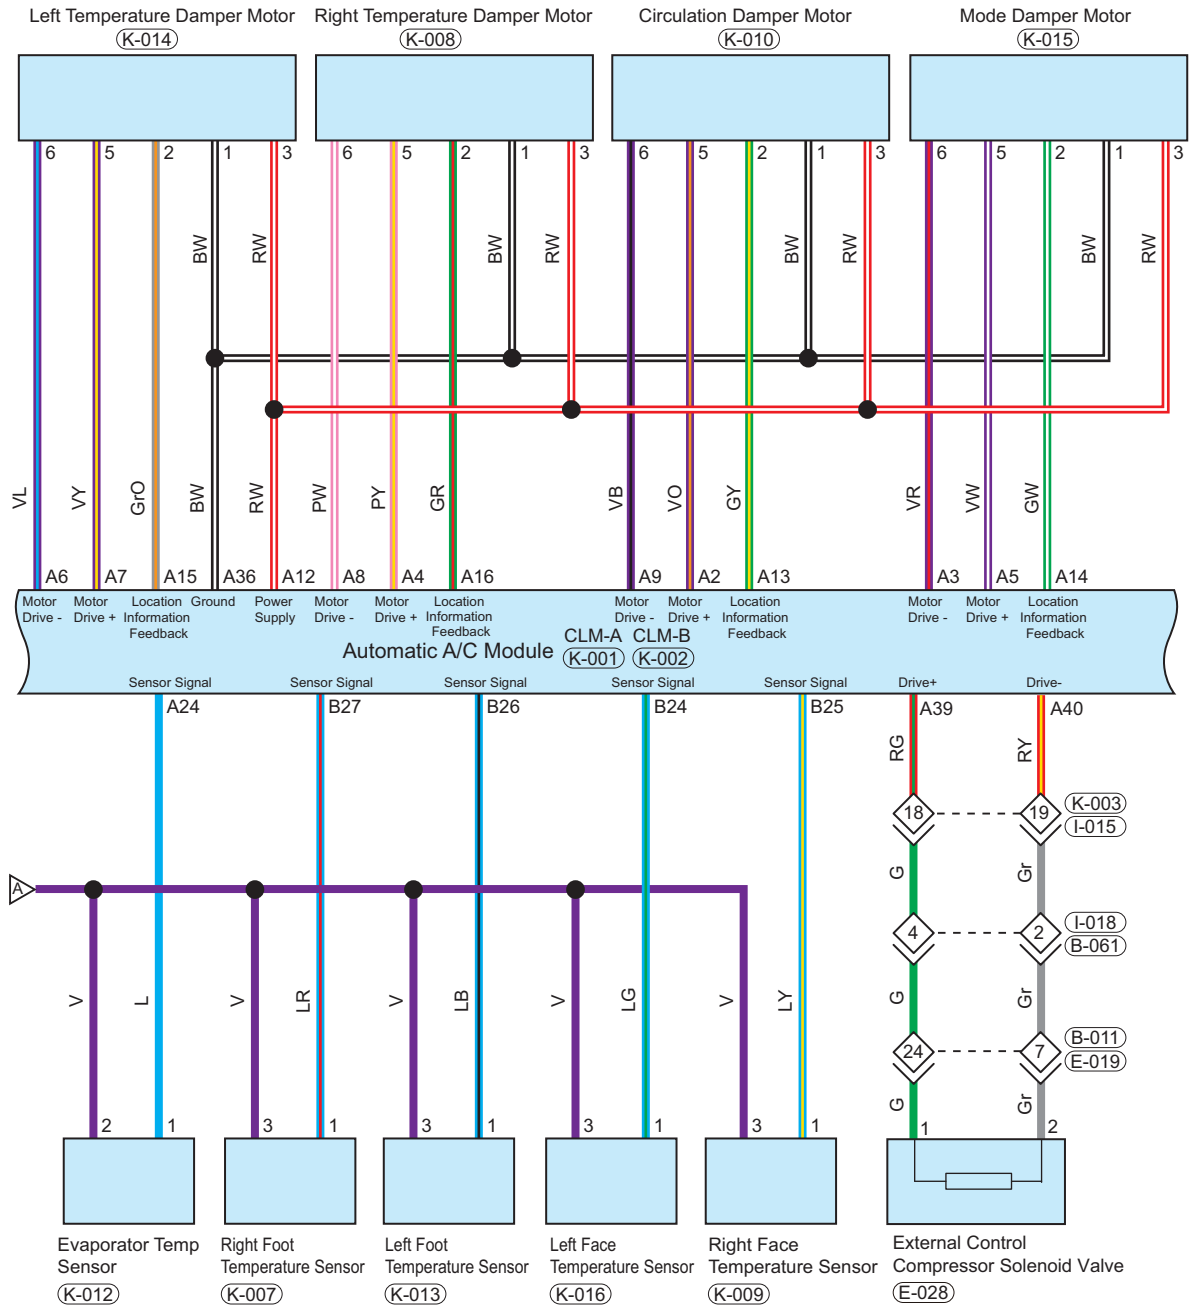 Left Temperature Damper Motor Right Temperature Damper Motor Circulation Damper Motor Mode Damper Motor
K-014 K-008 K-010 K-015
6 5 2 1 3 6 5 2 1 3 6 5 2 1 3 6 5 2 1 3
BW RW BW RW BW RW BW RW
VL VY GrO BW RW PW PY GR VB VO GY VR VW GW
A6 A7 A15 A36 A12 A8 A4 A16 A9 A2 A13 A3 A5 A14
Motor Motor Location Ground Power Motor Motor Location Motor Motor Location Motor Motor Location
Drive - Drive + Information Supply Drive - Drive + Information Drive - Drive + Information Drive - Drive + Information
Feedback Feedback Feedback Feedback
CLM-A CLM-B
Automatic A/C Module K-001 K-002
Sensor Signal Sensor Signal Sensor Signal Sensor Signal Sensor Signal Drive+ Drive-
A24 B27 B26 B24 B25 A39 A40
RG RY
18 19 K-003
I-015
G Gr
A
4 2 I-018
B-061
V L V LR V LB V LG V LY G Gr
24 7 B-011
E-019
G Gr
2 1 3 1 3 1 3 1 3 1 1 2
Evaporator Temp
Sensor
K-012
Right Foot
Temperature Sensor
K-007
Left Foot
Temperature Sensor
K-013
Left Face
Temperature Sensor
K-016
Right Face
Temperature Sensor
K-009
External Control
Compressor Solenoid Valve
E-028